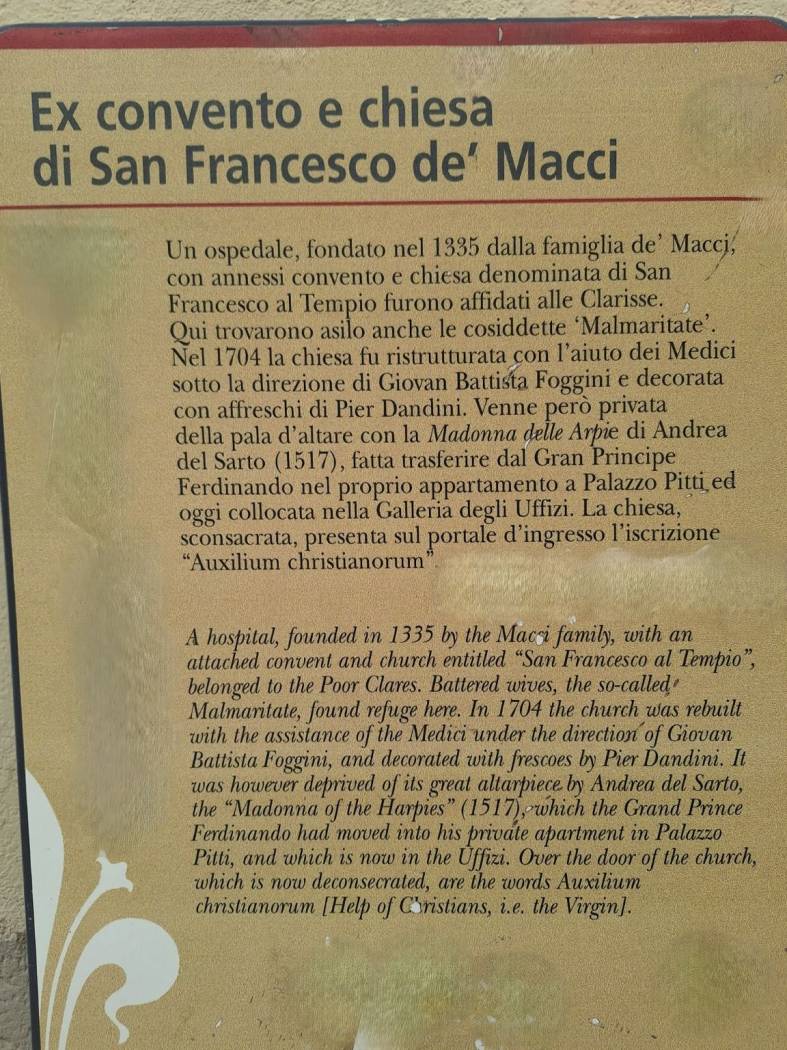 Ex convento e chiesa
di San Francesco de' Macci
Un ospedale, fondato nel 1335 dalla famiglia de' Macci,
con annessi convento e chiesa denominata di San
Francesco al Tempio furono affidati alle Clarisse.
Qui trovarono asilo anche le cosiddette 'Malmaritate'.
Nel 1704 la chiesa fu ristrutturata con l'aiuto dei Medici
sotto la direzione di Giovan Battista Foggini e decorata
con affreschi di Pier Dandini. Venne però privata
della pala d'altare con la Madonna delle Arpie di Andrea
del Sarto (1517), fatta trasferire dal Gran Principe
Ferdinando nel proprio appartamento a Palazzo Pitti ed
oggi collocata nella Galleria degli Uffizi. La chiesa,
sconsacrata, presenta sul portale d'ingresso l'iscrizione
"Auxilium christianorum"
A hospital, founded in 1335 by the Macci family, with an
attached convent and church entitled "San Francesco al Tempio",
belonged to the Poor Clares. Battered wives, the so-called
Malmaritate, found refuge here. In 1704 the church was rebuilt
with the assistance of the Medici under the direction of Giovan
Battista Foggini, and decorated with frescoes by Pier Dandini. It
was however deprived of its great altarpiece by Andrea del Sarto,
the "Madonna of the Harpies" (1517), which the Grand Prince
Ferdinando had moved into his private apartment in Palazzo
Pitti, and which is now in the Uffizi. Over the door of the church,
which is now deconsecrated, are the words Auxilium
christianorum [Help of Christians, i.e. the Virgin].